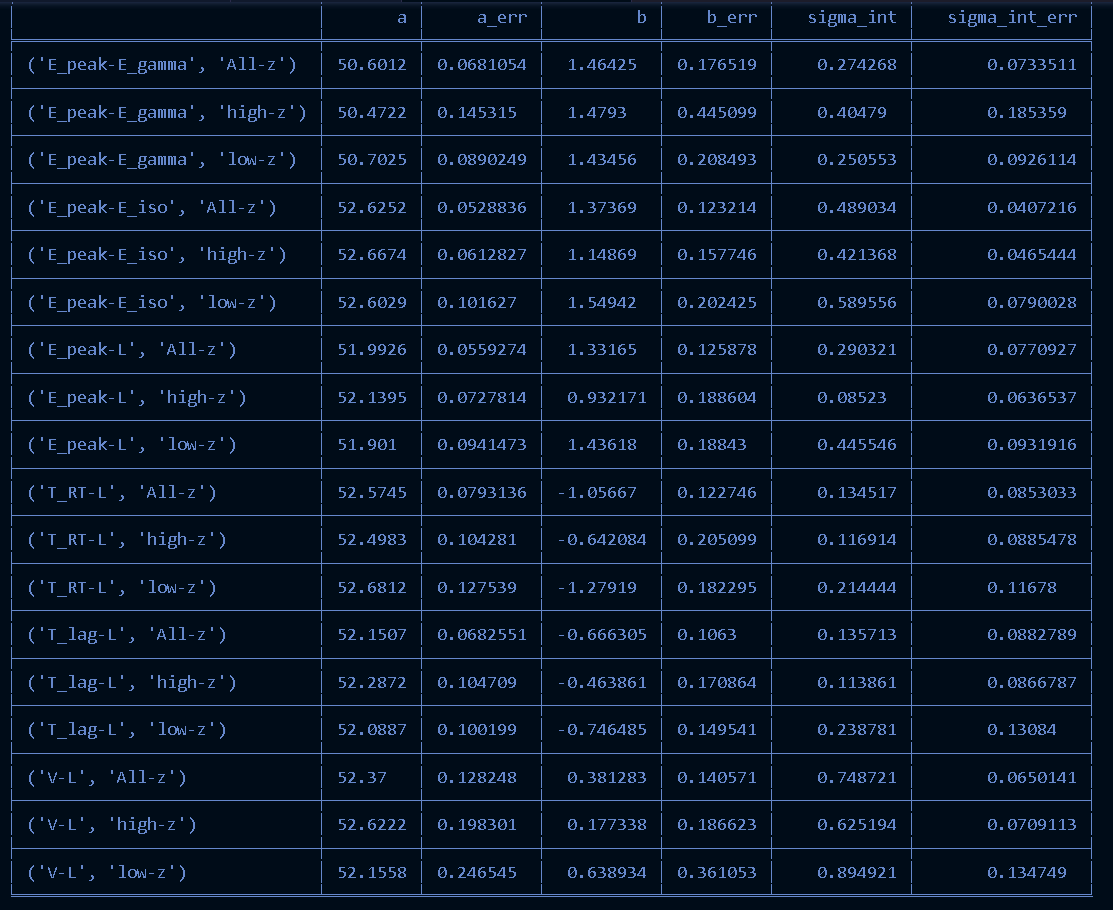 a a_err b b_err sigma_int sigma_int_err
('E_peak-E_gamma', 'All-z') 50.6012 0.0681054 1.46425 0.176519 0.274268 0.0733511
('E_peak-E_gamma', 'high-z') 50.4722 0.145315 1.4793 0.445099 0.40479 0.185359
('E_peak-E_gamma', 'low-z') 50.7025 0.0890249 1.43456 0.208493 0.250553 0.0926114
('E_peak-E_iso', 'All-z') 52.6252 0.0528836 1.37369 0.123214 0.489034 0.0407216
('E_peak-E_iso', 'high-z') 52.6674 0.0612827 1.14869 0.157746 0.421368 0.0465444
('E_peak-E_iso', 'low-z') 52.6029 0.101627 1.54942 0.202425 0.589556 0.0790028
('E_peak-L', 'All-z') 51.9926 0.0559274 1.33165 0.125878 0.290321 0.0770927
('E_peak-L', 'high-z') 52.1395 0.0727814 0.932171 0.188604 0.08523 0.0636537
('E_peak-L', 'low-z') 51.901 0.0941473 1.43618 0.18843 0.445546 0.0931916
('T_RT-L', 'All-z') 52.5745 0.0793136 -1.05667 0.122746 0.134517 0.0853033
('T_RT-L', 'high-z') 52.4983 0.104281 -0.642084 0.205099 0.116914 0.0885478
('T_RT-L', 'low-z') 52.6812 0.127539 -1.27919 0.182295 0.214444 0.11678
('T_lag-L', 'All-z') 52.1507 0.0682551 -0.666305 0.1063 0.135713 0.0882789
('T_lag-L', 'high-z') 52.2872 0.104709 -0.463861 0.170864 0.113861 0.0866787
('T_lag-L', 'low-z') 52.0887 0.100199 -0.746485 0.149541 0.238781 0.13084
('V-L', 'All-z') 52.37 0.128248 0.381283 0.140571 0.748721 0.0650141
('V-L', 'high-z') 52.6222 0.198301 0.177338 0.186623 0.625194 0.0709113
('V-L', 'low-z') 52.1558 0.246545 0.638934 0.361053 0.894921 0.134749